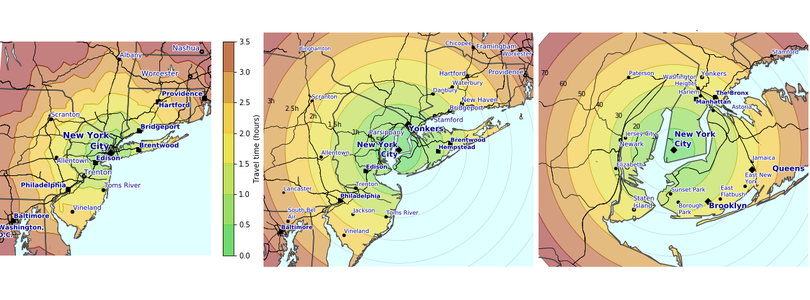 Albany
Nashua
Worcester
Providence
Hartford
Scranton
Bridgeport
New York
City
Brentwood
Edison
Allentown
Trenton
Philadelphia
Toms River
Vineland
Baltimore
Washington,
D.C.
3.5
3.0
2.5
2.0
1.5
1.0
0.5
0.0
Travel time (hours)
Binghamton
Chicopee
Framingham
Worcester
Hartford
Providence
Waterbury
Danbury
3h
2.5h
2h
1.5h
1h
Scranton
New Haven
Bridgeport
Stamford
Parsippany
Yonkers
New York
City
Brentwood
Hempstead
Allentown
Edison
Trenton
Lancaster
Philadelphia
South Bel
Air
Jackson
Toms River
Baltimore
Vineland
Stamford
70
60
50
40
30
20
Paterson
Washington
Heights
Yonkers
Harlem
The Bronx
Manhattan
Astoria
Jersey City
Newark
New York
City
Elizabeth
Jamaica
Queens
East New
York
Sunset Park
East
Flatbush
Staten
Island
Borough
Park
Brooklyn